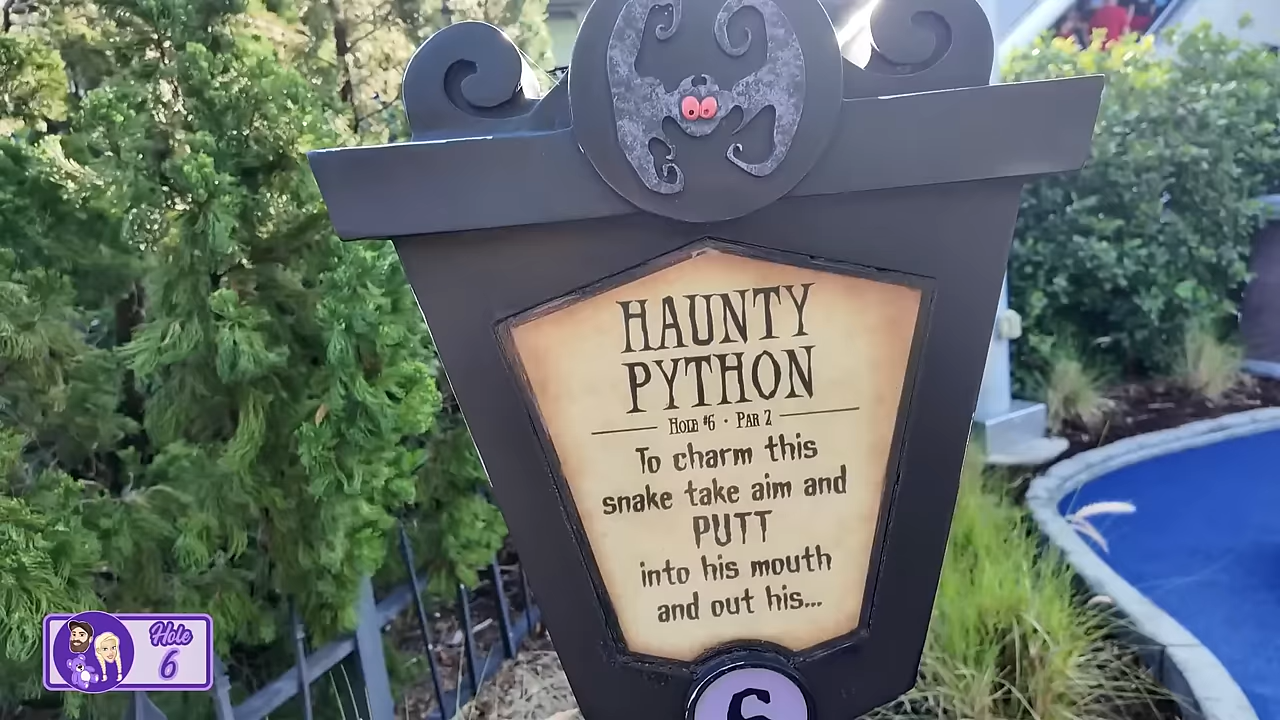 HAUNTY
PYTHON
HOLE #6 • PAR 2
To charm this
snake take aim and
PUTT
into his mouth
and out his...
6
Hole
6